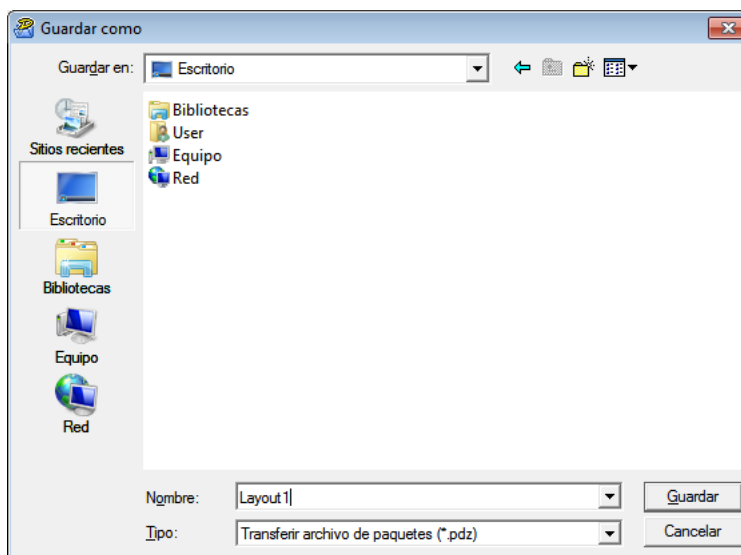 Guardar como
Guardar en:
Escritorio
Sitios recientes
Escritorio
Bibliotecas
Equipo
Red
Bibliotecas
User
Equipo
Red
Nombre:
Layout1
Guardar
Tipo:
Transferir archivo de paquetes (*.pdz)
Cancelar